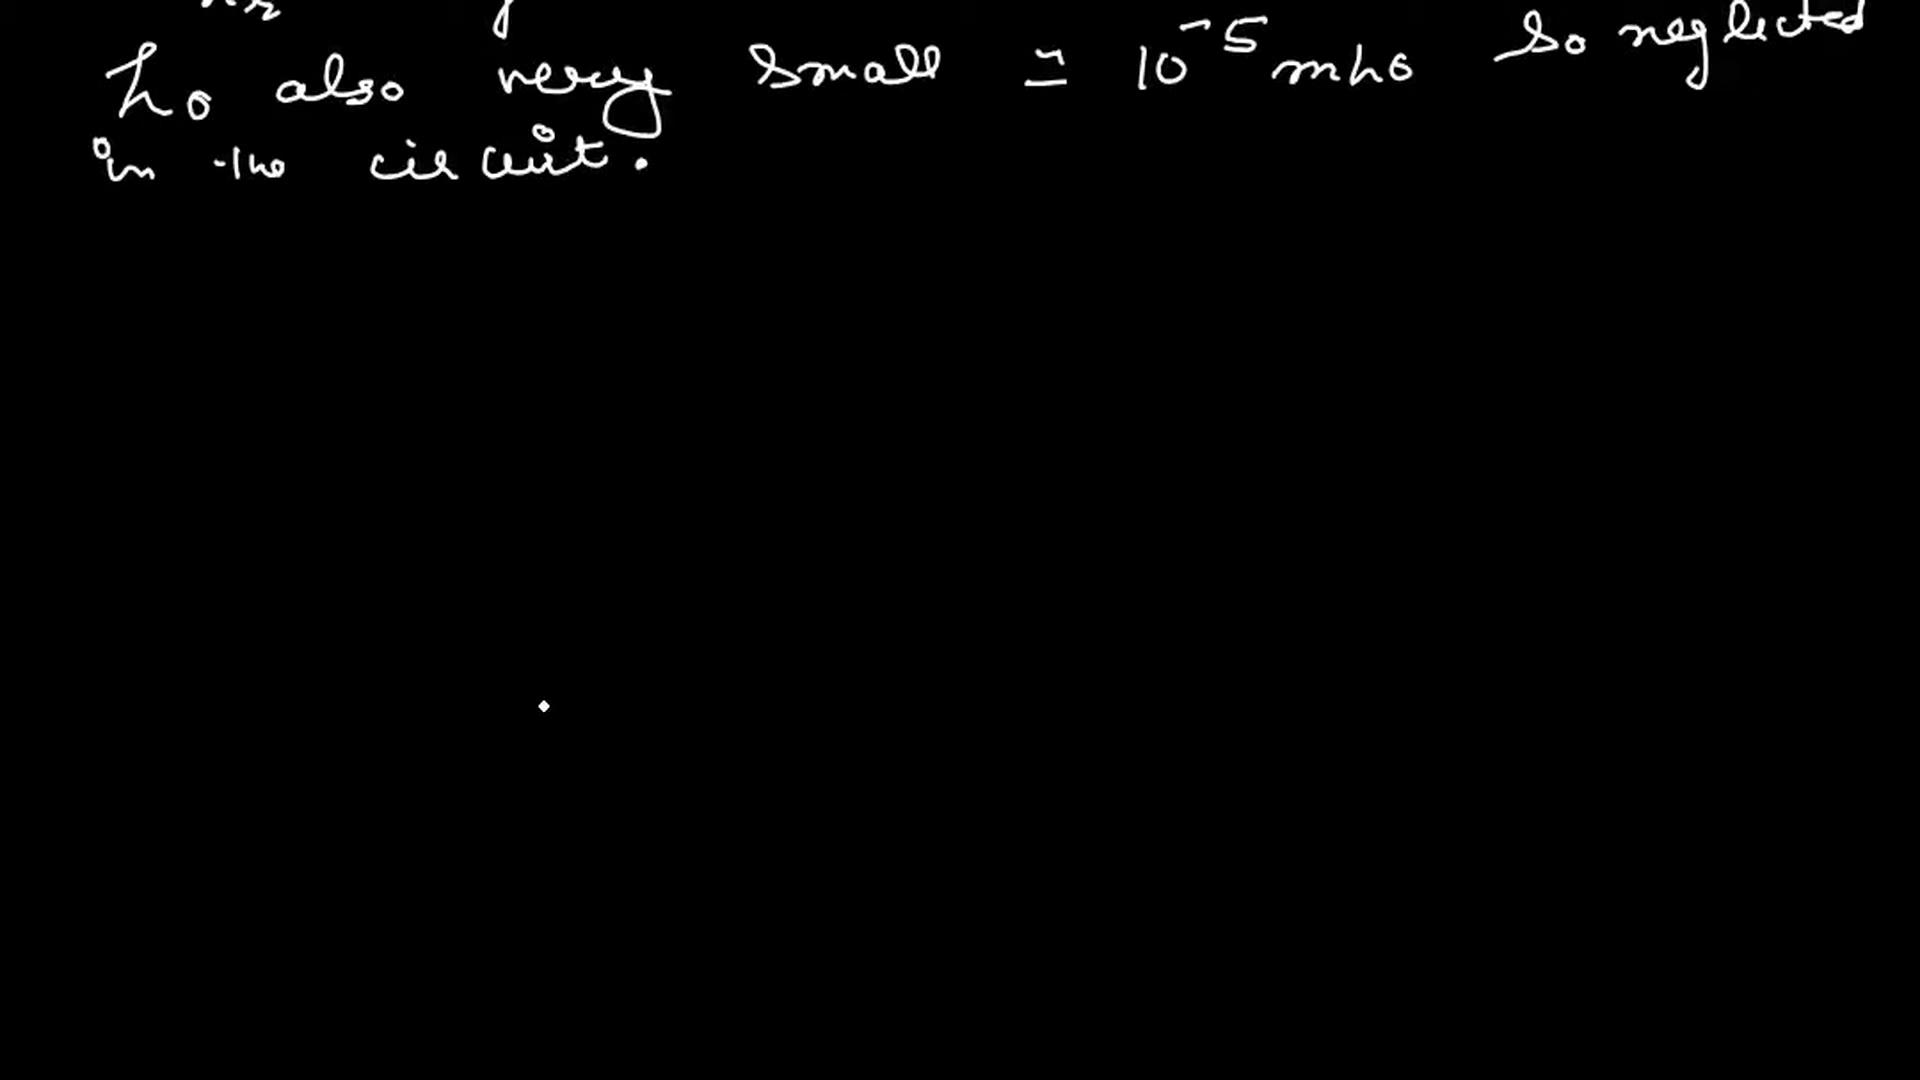 h₀ also very small ≃ 10⁻⁵ mho So neglected
in the circuit.